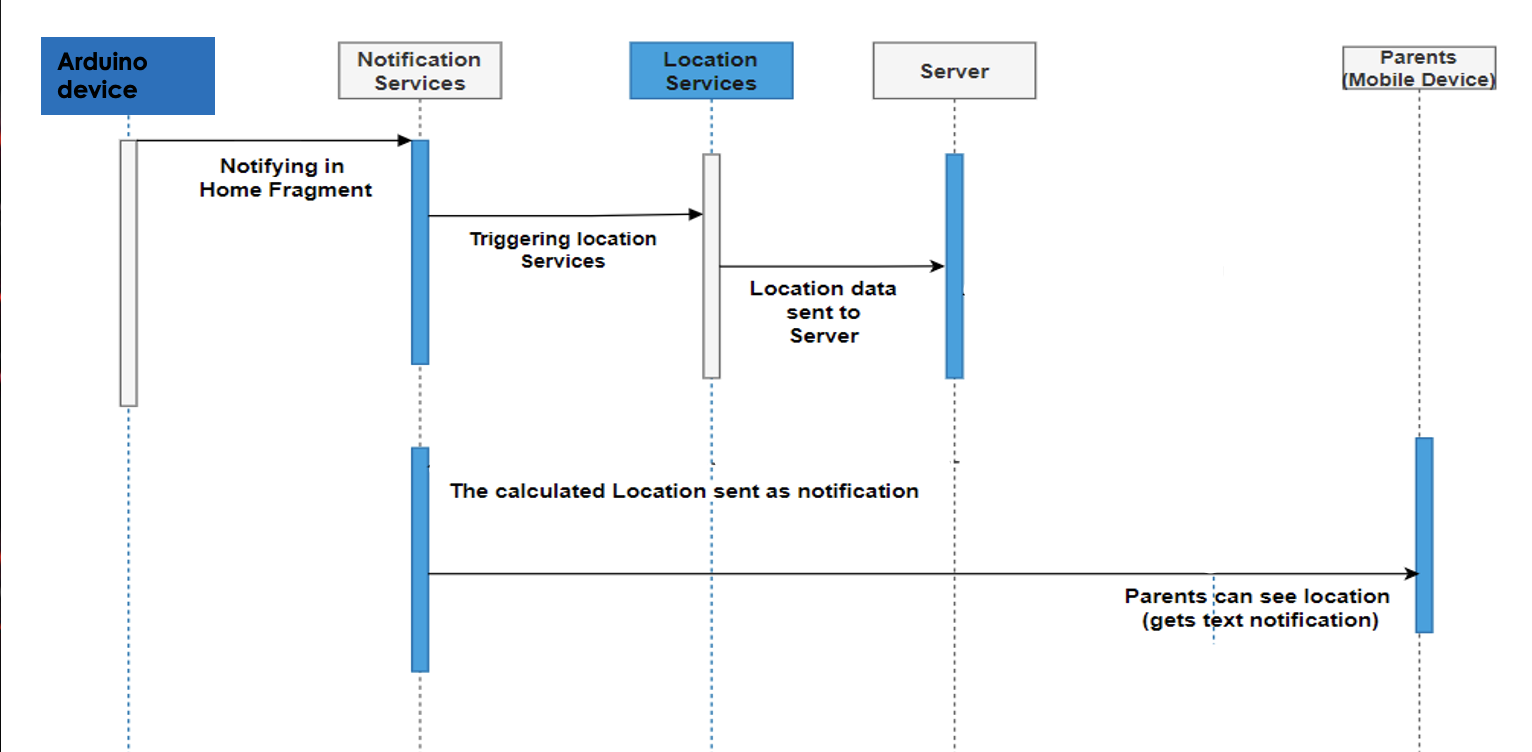 Arduino
device
Notification
Services
Location
Services
Server
Parents
(Mobile Device)
Notifying in
Home Fragment
Triggering location
Services
Location data
sent to
Server
The calculated Location sent as notification
Parents can see location
(gets text notification)